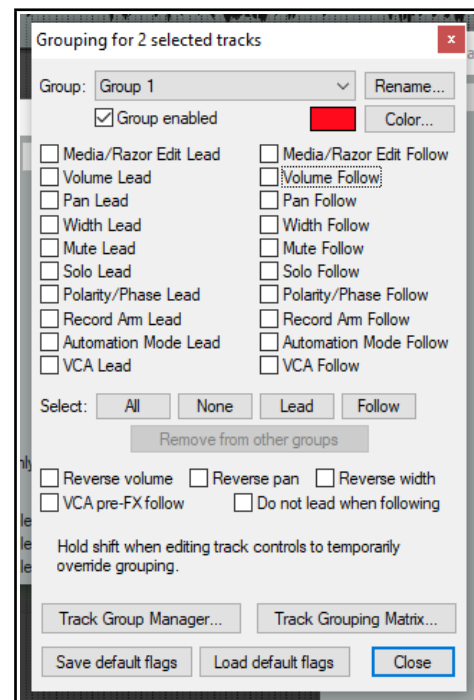 Grouping for 2 selected tracks x
Group: Group 1 Rename...
Group enabled Color...
Media/Razor Edit Lead Media/Razor Edit Follow
Volume Lead Volume Follow
Pan Lead Pan Follow
Width Lead Width Follow
Mute Lead Mute Follow
Solo Lead Solo Follow
Polarity/Phase Lead Polarity/Phase Follow
Record Arm Lead Record Arm Follow
Automation Mode Lead Automation Mode Follow
VCA Lead VCA Follow
Select: All None Lead Follow
Remove from other groups
Reverse volume Reverse pan Reverse width
VCA pre-FX follow Do not lead when following
Hold shift when editing track controls to temporarily
override grouping.
Track Group Manager... Track Grouping Matrix...
Save default flags Load default flags Close